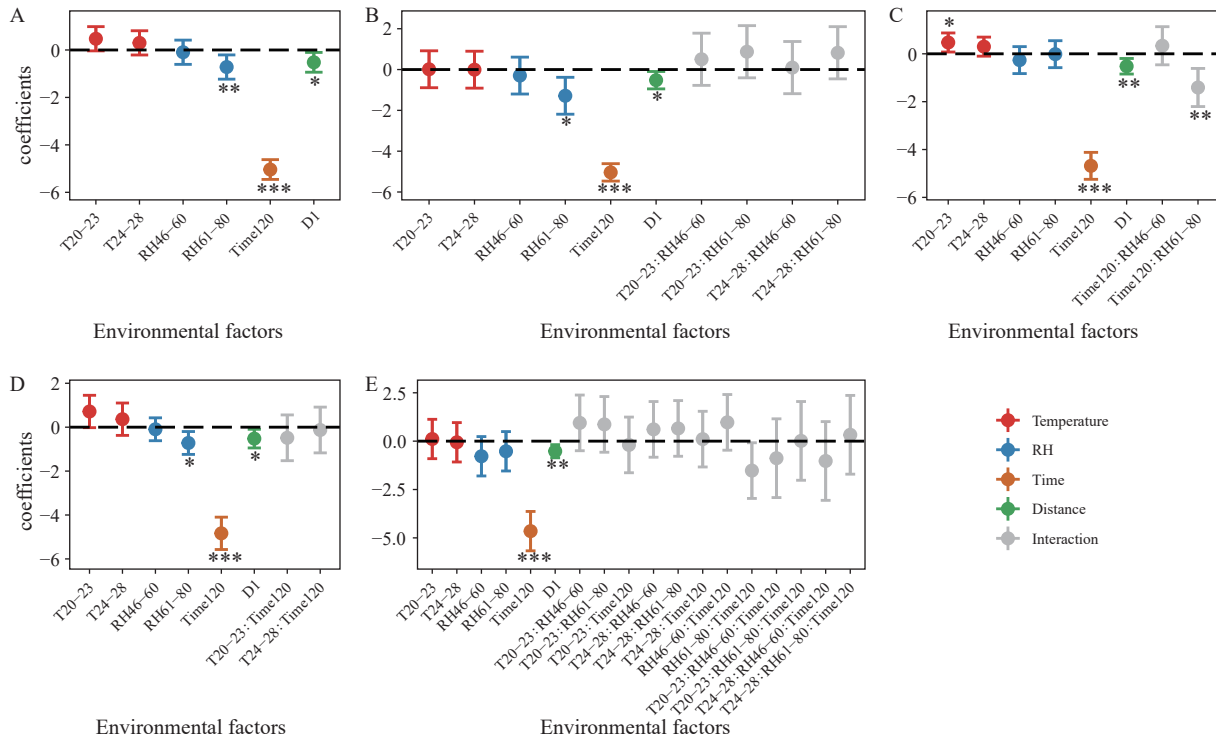 A
coefficients
0
−2
−4
−6
**
***
*
T20−23
T24−28
RH46−60
RH61−80
Time120
D1
Environmental factors
B
2
0
−2
−4
−6
*
***
*
T20−23
T24−28
RH46−60
RH61−80
Time120
D1
T20−23::RH46−60
T20−23::RH61−80
T24−28::RH46−60
T24−28::RH61−80
Environmental factors
C
0
−2
−4
−6
*
***
**
**
T20−23
T24−28
RH46−60
RH61−80
Time120
D1
Time120::RH46−60
Time120::RH61−80
Environmental factors
D
coefficients
2
0
−2
−4
−6
*
***
*
T20−23
T24−28
RH46−60
RH61−80
Time120
D1
T20−23::Time120
T24−28::Time120
Environmental factors
E
2.5
0.0
−2.5
−5.0
***
**
T20−23
T24−28
RH46−60
RH61−80
Time120
D1
T20−23::RH46−60
T20−23::RH61−80
T20−23::Time120
T24−28::RH46−60
T24−28::RH61−80
T24−28::Time120
RH46−60::Time120
RH61−80::Time120
T20−23::RH46−60::Time120
T20−23::RH61−80::Time120
T24−28::RH46−60::Time120
T24−28::RH61−80::Time120
Environmental factors
Temperature
RH
Time
Distance
Interaction